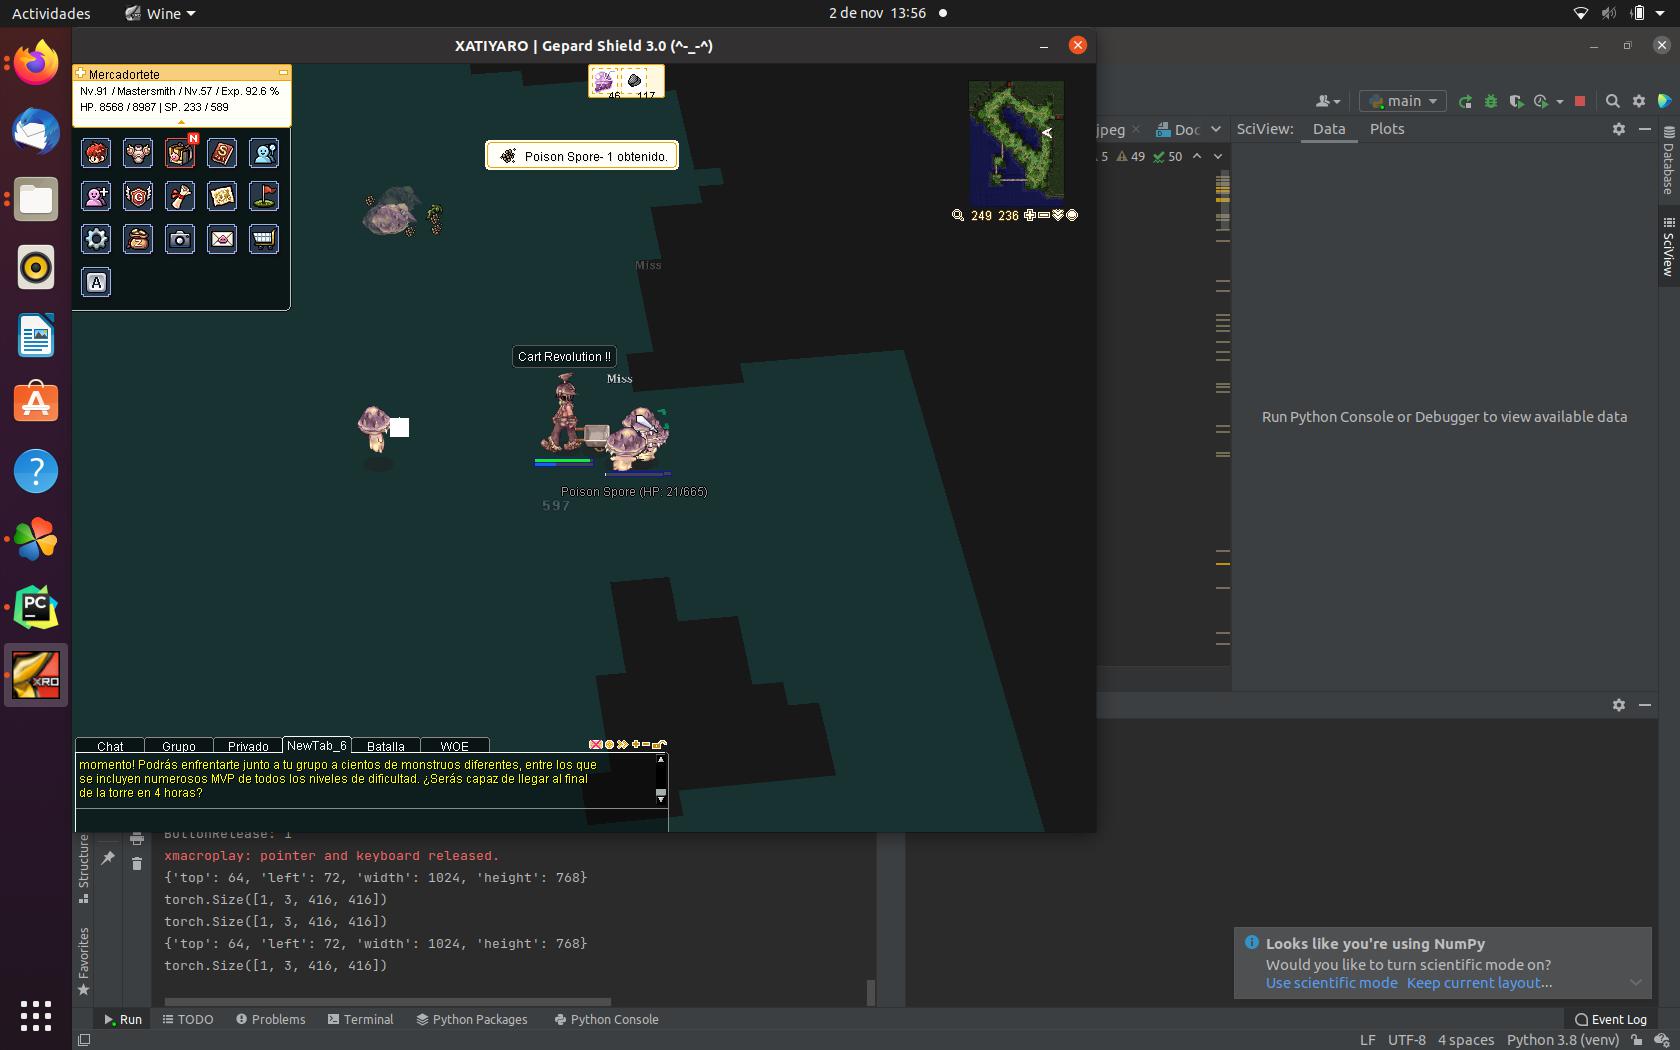 Actividades
Wine
2 de nov 13:56
XATIYARO | Gepard Shield 3.0 (^-_-^)
Mercadortete
Nv.91 / Mastersmith / Nv.57 / Exp. 92.6 %
HP. 8568 / 8987 | SP. 233 / 589
N
A
46 117
Poison Spore- 1 obtenido.
249 236
Miss
Cart Revolution !!
Miss
Poison Spore (HP: 21/665)
597
Chat Grupo Privado NewTab_6 Batalla WOE
momento! Podrás enfrentarte junto a tu grupo a cientos de monstruos diferentes, entre los que
se incluyen numerosos MVP de todos los niveles de dificultad. ¿Serás capaz de llegar al final
de la torre en 4 horas?
main
jpeg
Doc
SciView: Data Plots
5 49 50
Database
SciView
Run Python Console or Debugger to view available data
PC
XRO
ButtonRelease: 1
xmacroplay: pointer and keyboard released.
{'top': 64, 'left': 72, 'width': 1024, 'height': 768}
torch.Size([1, 3, 416, 416])
torch.Size([1, 3, 416, 416])
{'top': 64, 'left': 72, 'width': 1024, 'height': 768}
torch.Size([1, 3, 416, 416])
Structure
Favorites
Looks like you're using NumPy
Would you like to turn scientific mode on?
Use scientific mode Keep current layout...
Run TODO Problems Terminal Python Packages Python Console
Event Log
LF UTF-8 4 spaces Python 3.8 (venv)